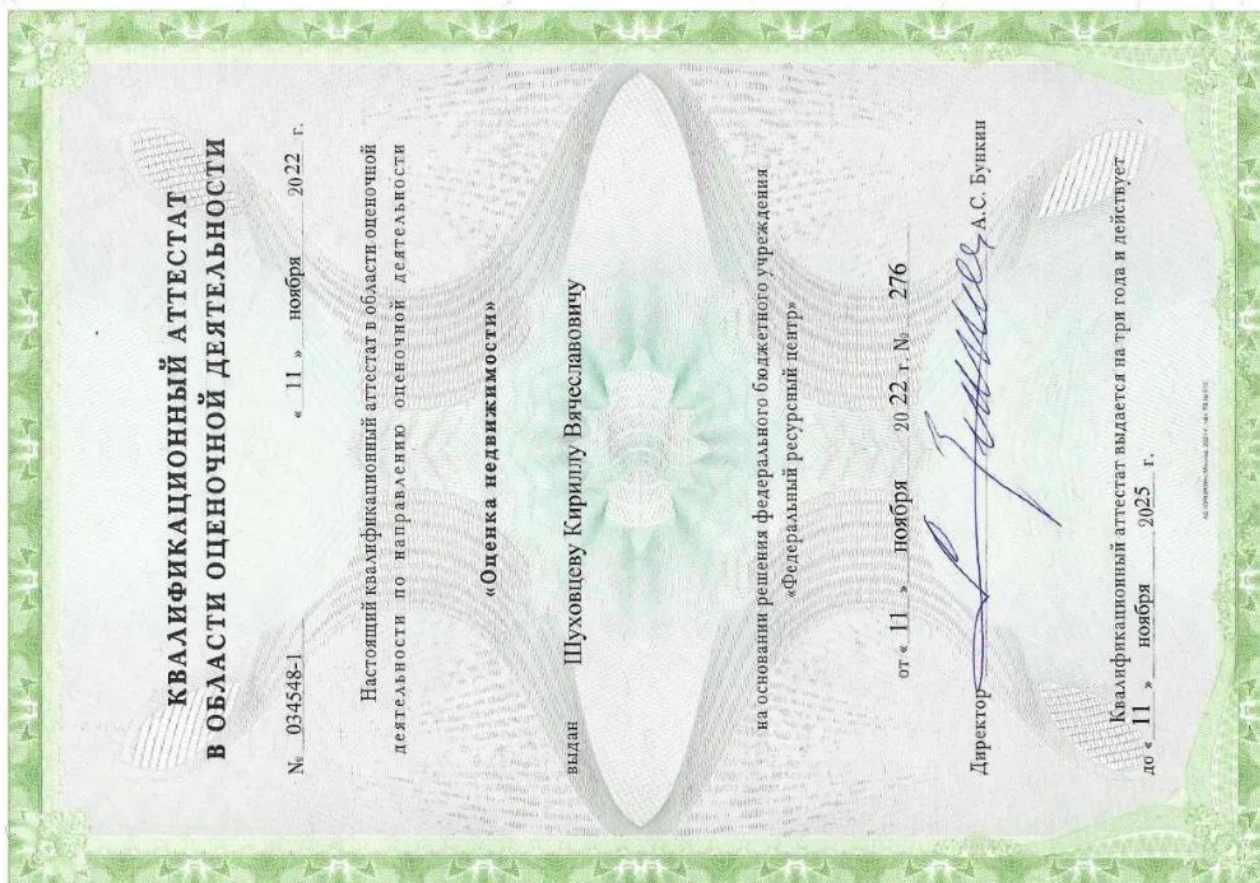 КВАЛИФИКАЦИОННЫЙ АТТЕСТАТ
В ОБЛАСТИ ОЦЕНОЧНОЙ ДЕЯТЕЛЬНОСТИ
№ 034548-1 « 11 » ноября 2022 г.
Настоящий квалификационный аттестат в области оценочной
деятельности по направлению оценочной деятельности
«Оценка недвижимости»
выдан Шуховцеву Кириллу Вячеславовичу
на основании решения федерального бюджетного учреждения
«Федеральный ресурсный центр»
от « 11 » ноября 20 22 г. № 276
Директор А.С. Бункин
Квалификационный аттестат выдается на три года и действует
до « 11 » ноября 2025 г.